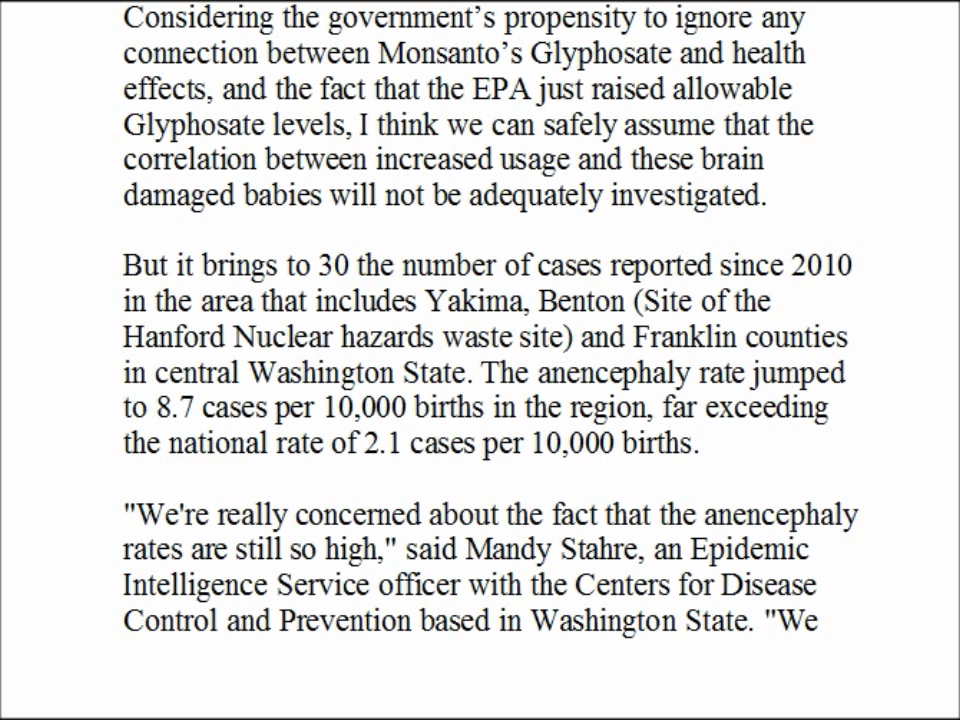 Considering the government’s propensity to ignore any
connection between Monsanto’s Glyphosate and health
effects, and the fact that the EPA just raised allowable
Glyphosate levels, I think we can safely assume that the
correlation between increased usage and these brain
damaged babies will not be adequately investigated.
But it brings to 30 the number of cases reported since 2010
in the area that includes Yakima, Benton (Site of the
Hanford Nuclear hazards waste site) and Franklin counties
in central Washington State. The anencephaly rate jumped
to 8.7 cases per 10,000 births in the region, far exceeding
the national rate of 2.1 cases per 10,000 births.
"We're really concerned about the fact that the anencephaly
rates are still so high," said Mandy Stahre, an Epidemic
Intelligence Service officer with the Centers for Disease
Control and Prevention based in Washington State. "We